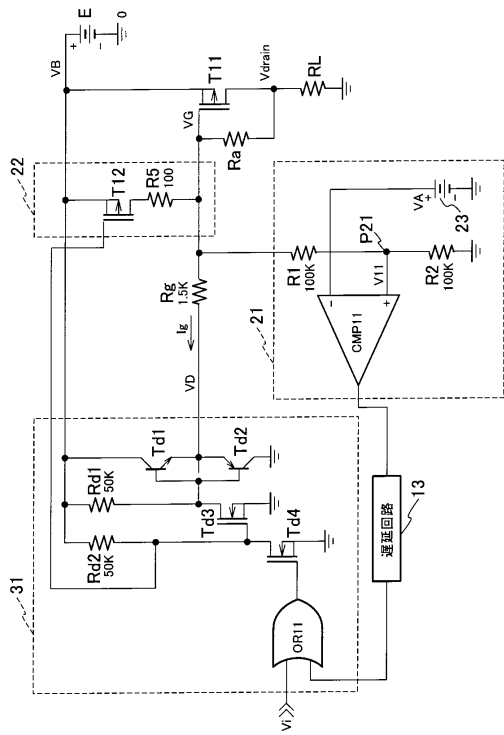 31
VB
22
E
+
-
0
Rd2
50K
Rd1
50K
Td1
Td2
Td3
Td4
VD
Ig
Rg
1.5K
T12
R5
100
VG
T11
Ra
Vdrain
RL
Vi
OR11
21
R1
100K
P21
V11
R2
100K
CMP11
-
+
VA
+
-
23
遅延回路
13